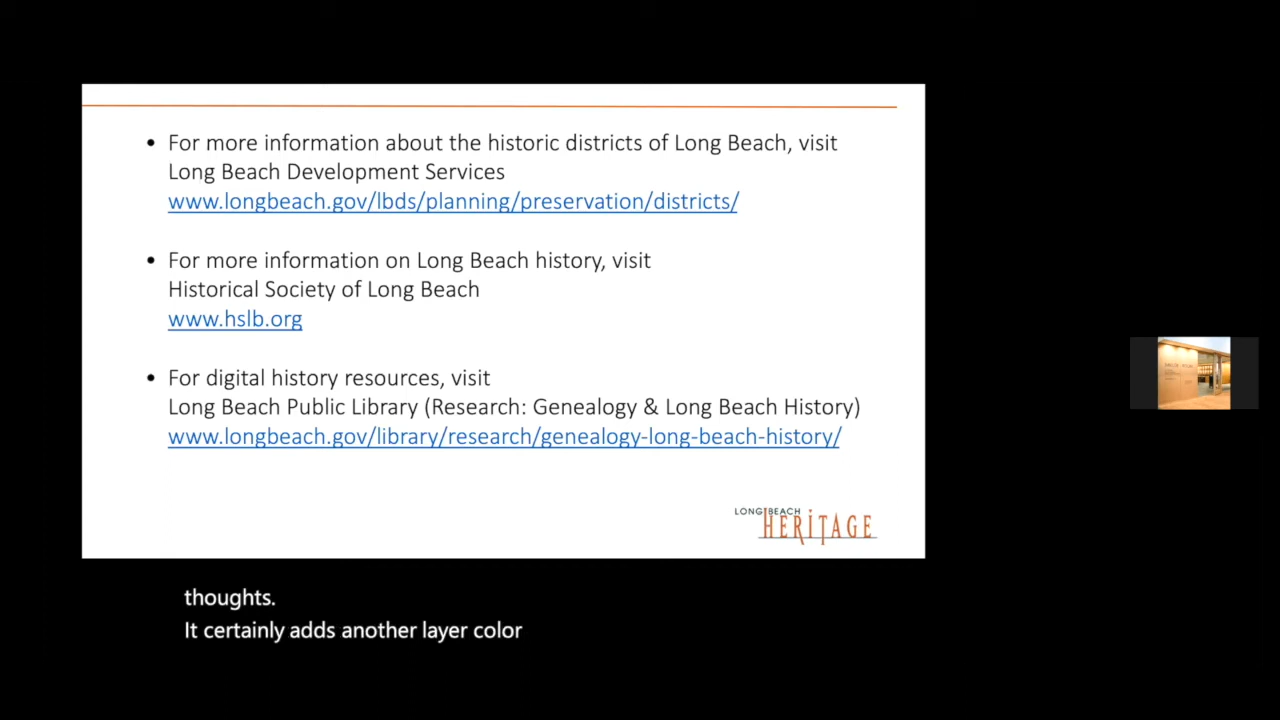 • For more information about the historic districts of Long Beach, visit
Long Beach Development Services
www.longbeach.gov/lbds/planning/preservation/districts/
• For more information on Long Beach history, visit
Historical Society of Long Beach
www.hslb.org
• For digital history resources, visit
Long Beach Public Library (Research: Genealogy & Long Beach History)
www.longbeach.gov/library/research/genealogy-long-beach-history/
LONG BEACH
HERITAGE
thoughts.
It certainly adds another layer color